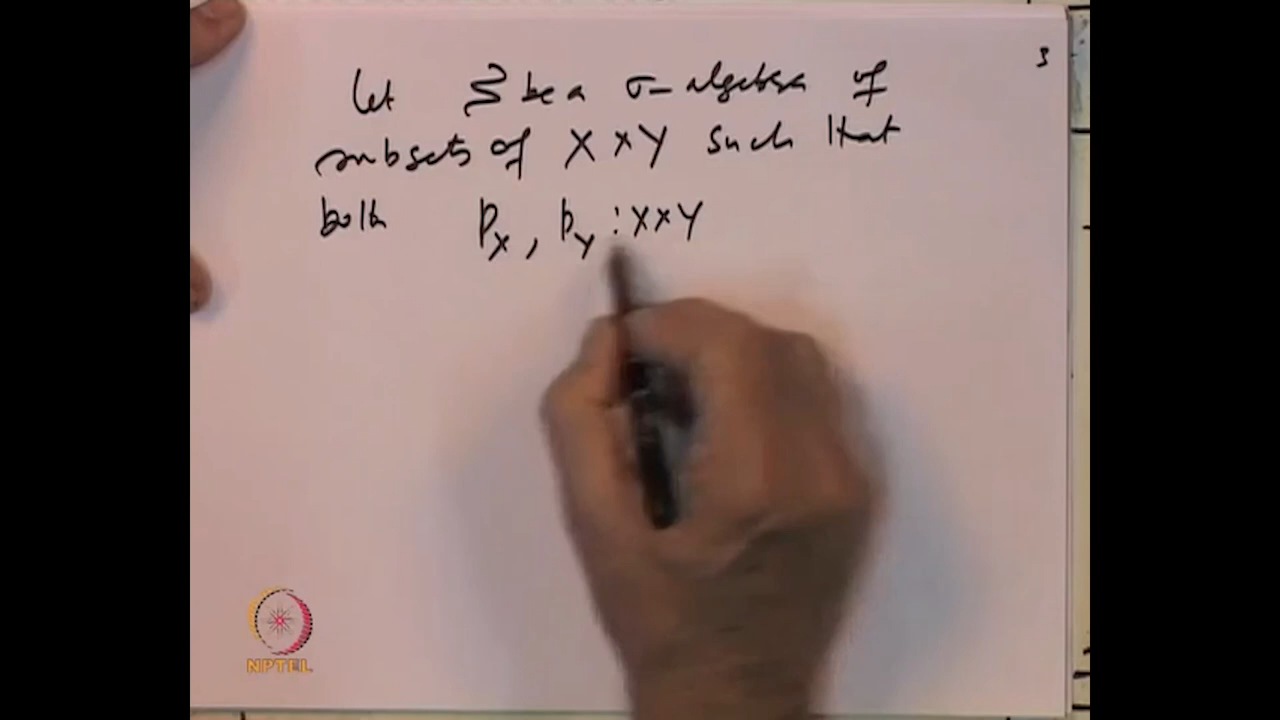 3
Let S be a σ-algebra of
subsets of X × Y such that
both p_X, p_Y : X × Y
NPTEL